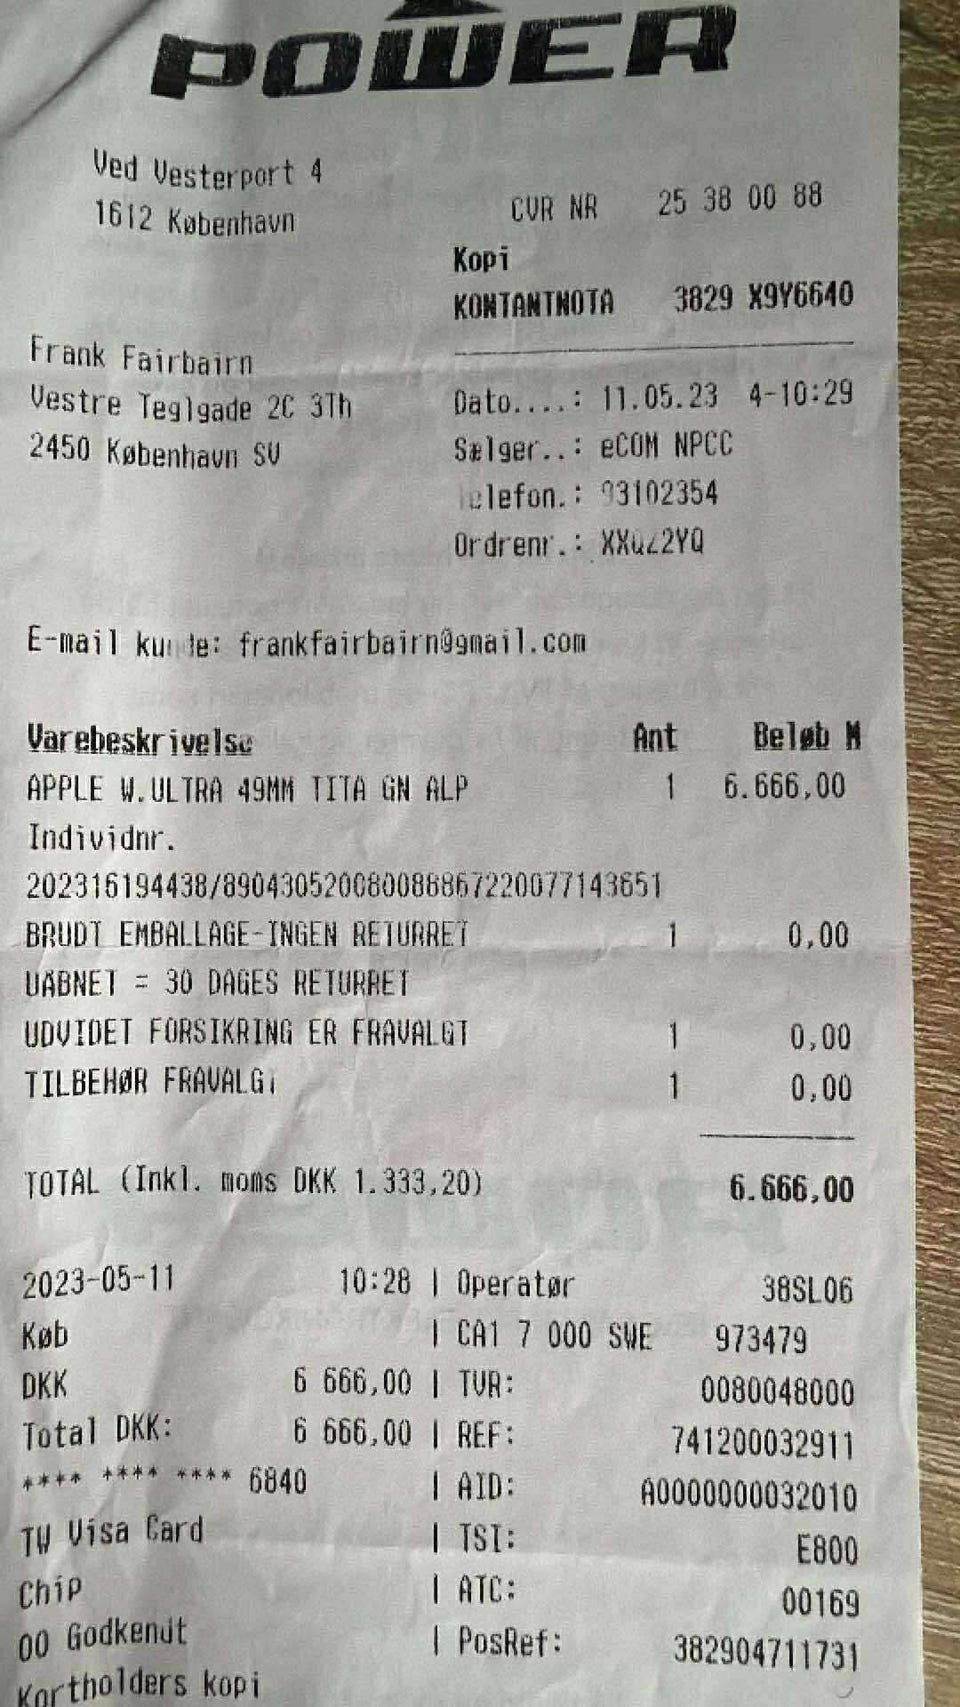 POWER
Ved Vesterport 4
1612 København
CVR NR 25 38 00 88
Kopi
KONTANTNOTA 3829 X9Y6640
Frank Fairbairn
Vestre Teglgade 2C 3Th
2450 København SV
Dato....: 11.05.23 4-10:29
Sælger..: eCOM NPCC
Telefon.: 93102354
Ordrenr.:
E-mail kunde: frankfairbairn@gmail.com
Varebeskrivelse Ant Beløb M
APPLE W.ULTRA 49MM TITA GN ALP 1 6.666,00
Individnr.
202316194438/89043052008008886722007714365​1
BRUDT EMBALLAGE-INGEN RETURRET 1 0,00
UÅBNET = 30 DAGES RETURRET
UDVIDET FORSIKRING ER FRAVALGT 1 0,00
TILBEHØR FRAVALGT 1 0,00
TOTAL (Inkl. moms DKK 1.333,20) 6.666,00
2023-05-11 10:28 | Operatør 38SL06
Køb | CA1 7 000 SWE 973479
DKK 6 666,00 | TVR: 0080048000
Total DKK: 6 666,00 | REF: 741200032911
**** **** **** 6840 | AID: A0000000032010
TW Visa Card | TSI: E800
Chip | ATC: 00169
00 Godkendt | PosRef: 382904711731
Kortholders kopi